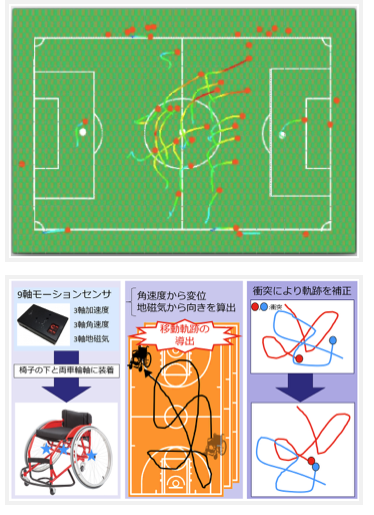 9軸モーションセンサ
3軸加速度
3軸角速度
3軸地磁気
椅子の下と両車輪軸に装着
角速度から変位
地磁気から向きを算出
移動軌跡の
導出
衝突により軌跡を補正
:衝突